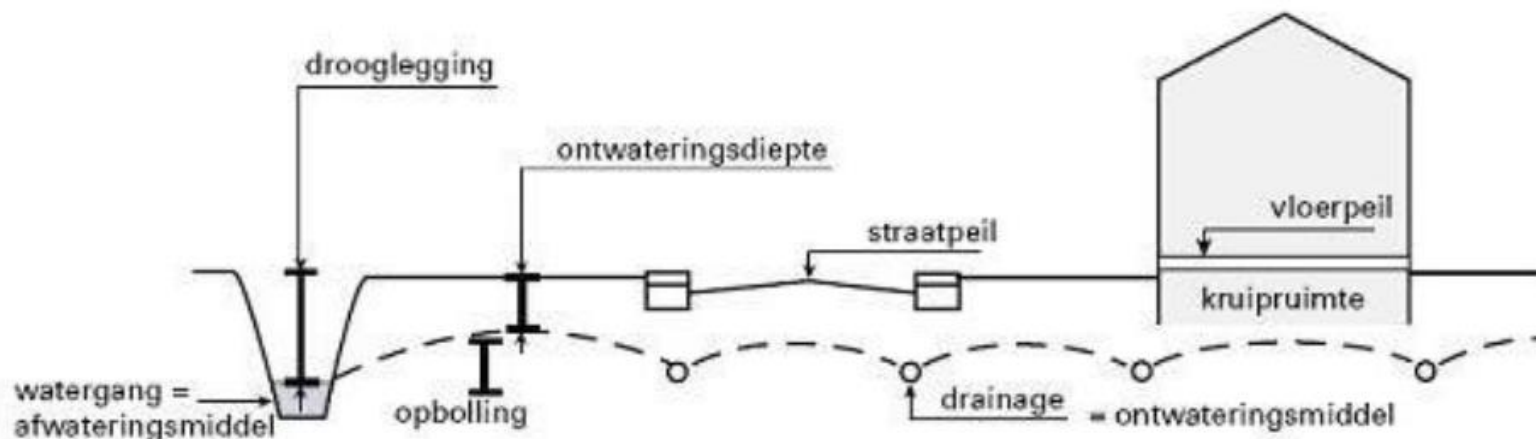 drooglegging
ontwateringsdiepte
straatpeil
vloerpeil
kruipruimte
watergang =
afwateringsmiddel
opbolling
drainage = ontwateringsmiddel